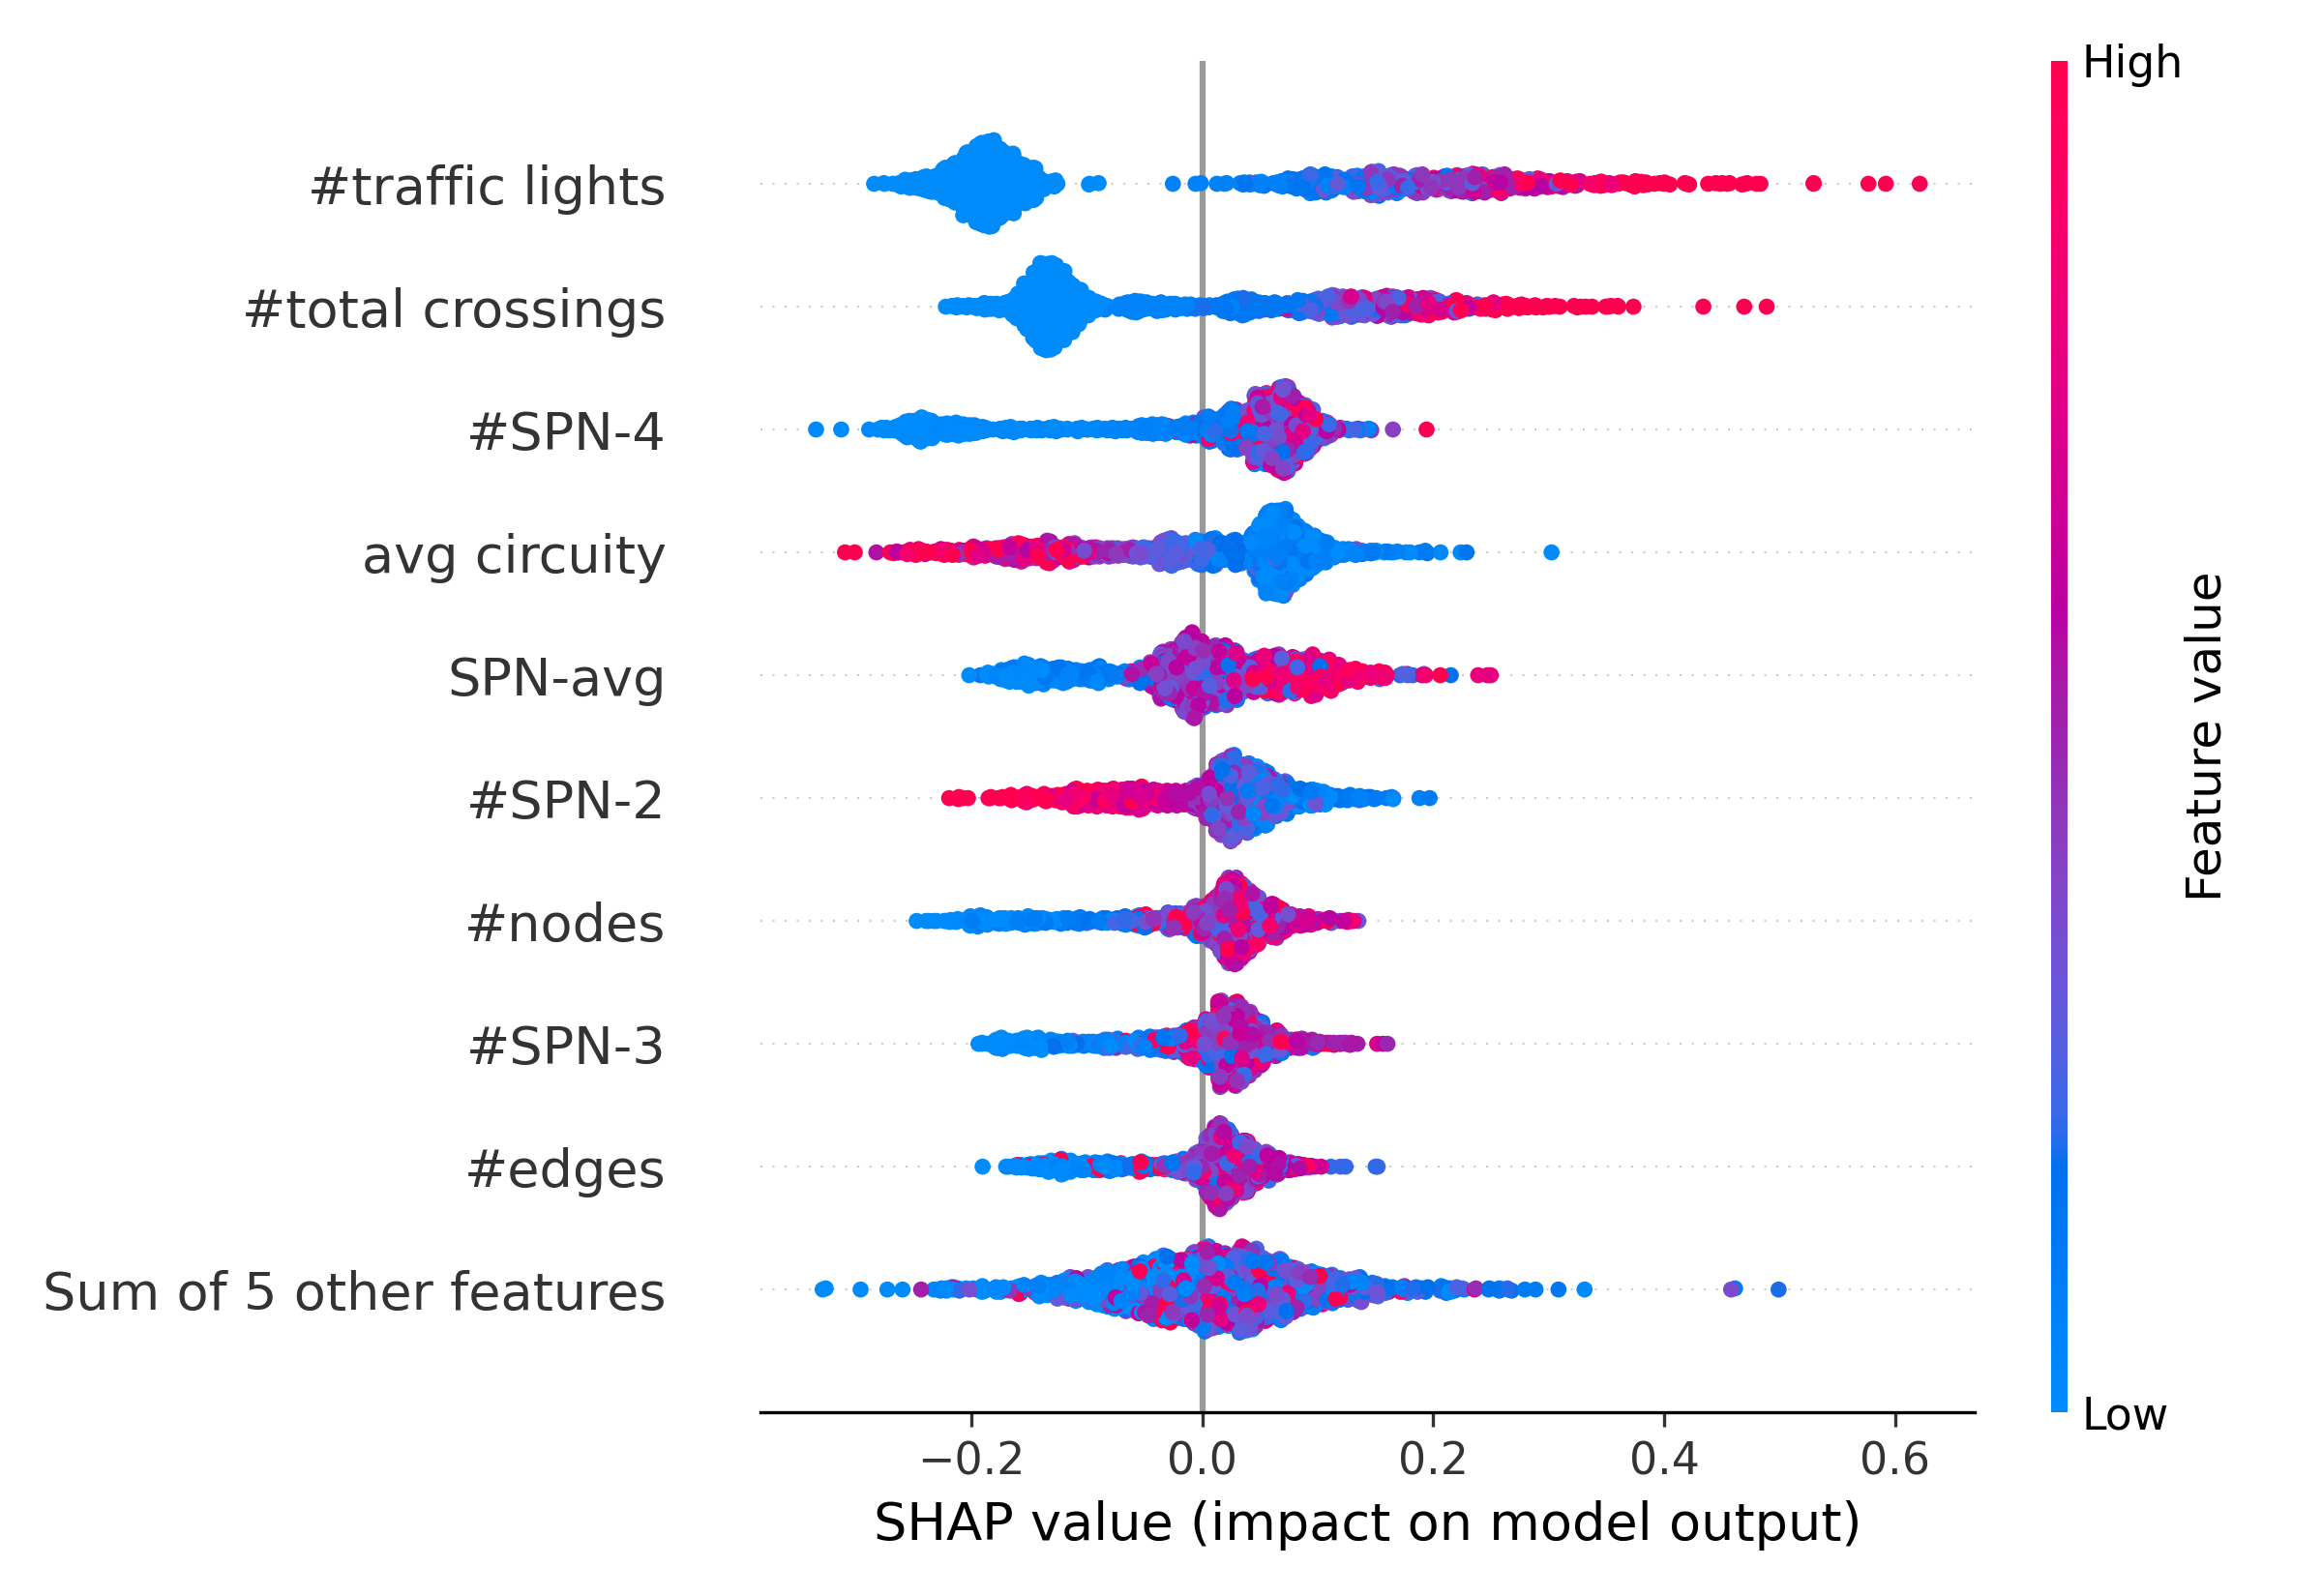 High
#traffic lights
#total crossings
#SPN-4
avg circuity
SPN-avg
#SPN-2
#nodes
#SPN-3
#edges
Sum of 5 other features
Feature value
Low
−0.2 0.0 0.2 0.4 0.6
SHAP value (impact on model output)